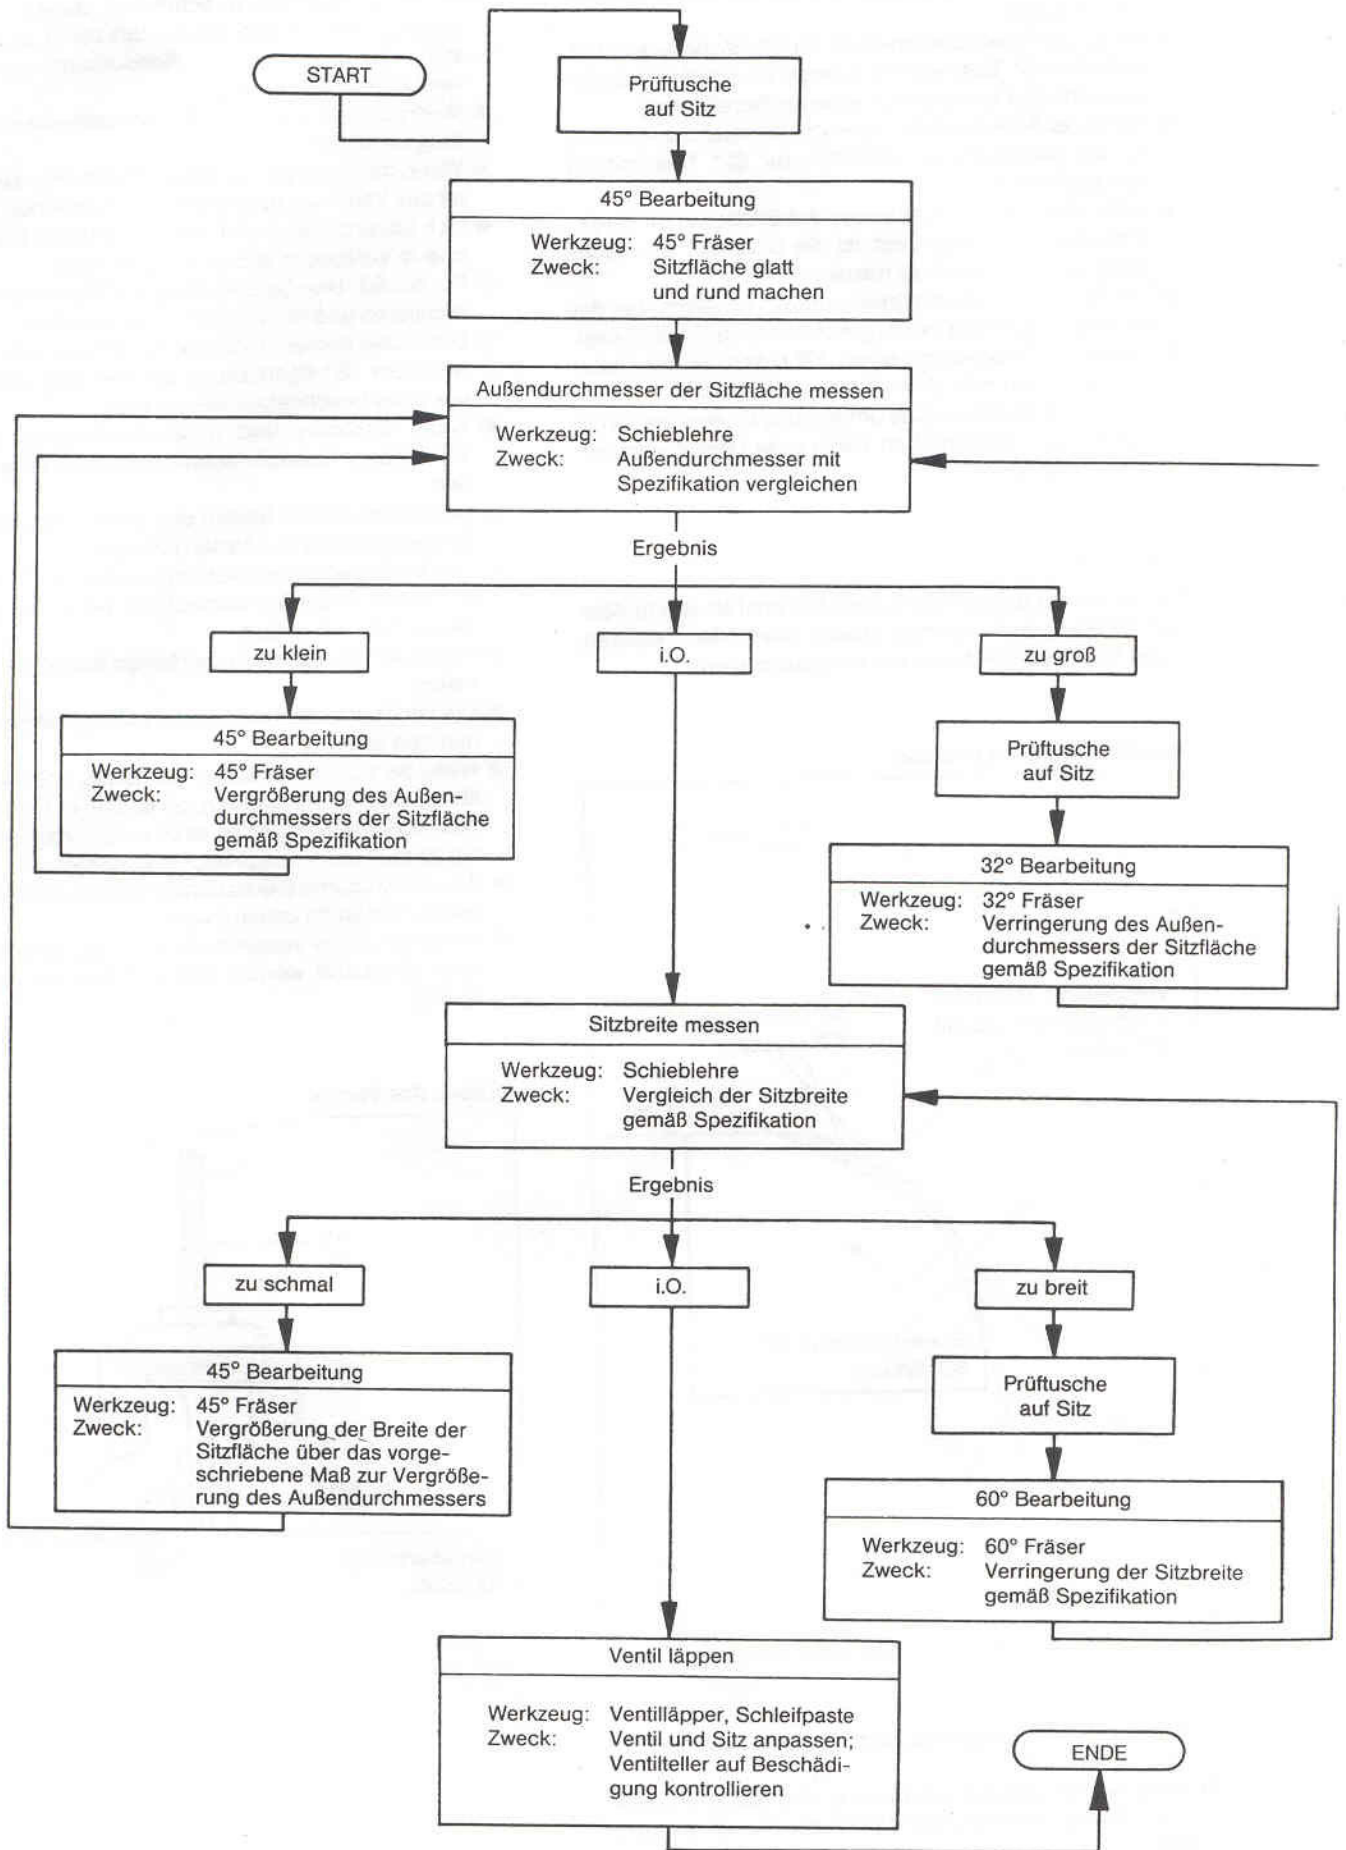 START
Prüftusche
auf Sitz
45° Bearbeitung
Werkzeug: 45° Fräser
Zweck: Sitzfläche glatt
und rund machen
Außendurchmesser der Sitzfläche messen
Werkzeug: Schieblehre
Zweck: Außendurchmesser mit
Spezifikation vergleichen
Ergebnis
zu klein
i.O.
zu groß
45° Bearbeitung
Werkzeug: 45° Fräser
Zweck: Vergrößerung des Außen-
durchmessers der Sitzfläche
gemäß Spezifikation
Prüftusche
auf Sitz
32° Bearbeitung
Werkzeug: 32° Fräser
Zweck: Verringerung des Außen-
durchmessers der Sitzfläche
gemäß Spezifikation
Sitzbreite messen
Werkzeug: Schieblehre
Zweck: Vergleich der Sitzbreite
gemäß Spezifikation
Ergebnis
zu schmal
i.O.
zu breit
45° Bearbeitung
Werkzeug: 45° Fräser
Zweck: Vergrößerung der Breite der
Sitzfläche über das vorge-
schriebene Maß zur Vergröße-
rung des Außendurchmessers
Prüftusche
auf Sitz
60° Bearbeitung
Werkzeug: 60° Fräser
Zweck: Verringerung der Sitzbreite
gemäß Spezifikation
Ventil läppen
Werkzeug: Ventilläpper, Schleifpaste
Zweck: Ventil und Sitz anpassen;
Ventilteller auf Beschädi-
gung kontrollieren
ENDE